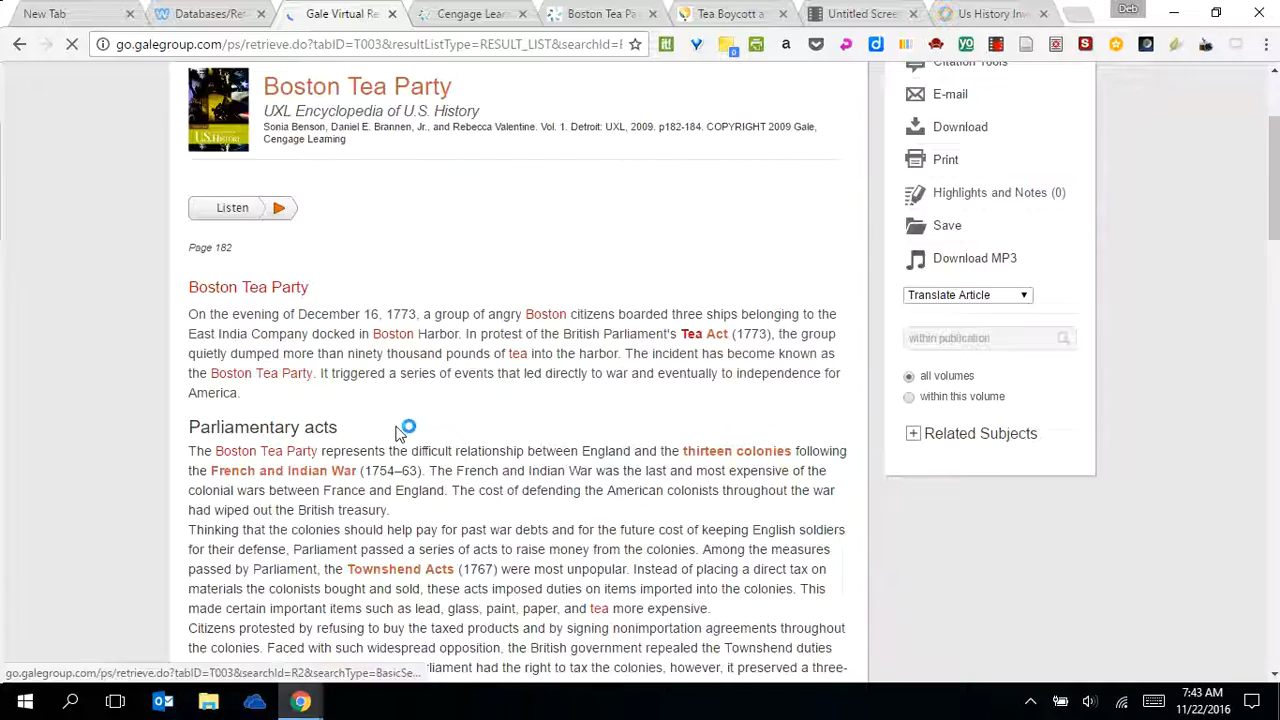 New Tab
Databases/Re
Gale Virtual Re
Cengage Lea
Boston Tea Pa
Tea Boycott a
Untitled Scree
Us History In
Deb
go.galegroup.com/ps/retrieve.do?tabID=T003&resultListType=RESULT_LIST&searchId=
Boston Tea Party
UXL Encyclopedia of U.S. History
Sonia Benson, Daniel E. Brannen, Jr., and Rebecca Valentine. Vol. 1. Detroit: UXL, 2009. p182-184. COPYRIGHT 2009 Gale,
Cengage Learning
Listen
Page 182
Boston Tea Party
On the evening of December 16, 1773, a group of angry Boston citizens boarded three ships belonging to the
East India Company docked in Boston Harbor. In protest of the British Parliament's Tea Act (1773), the group
quietly dumped more than ninety thousand pounds of tea into the harbor. The incident has become known as
the Boston Tea Party. It triggered a series of events that led directly to war and eventually to independence for
America.
Parliamentary acts
The Boston Tea Party represents the difficult relationship between England and the thirteen colonies following
the French and Indian War (1754–63). The French and Indian War was the last and most expensive of the
colonial wars between France and England. The cost of defending the American colonists throughout the war
had wiped out the British treasury.
Thinking that the colonies should help pay for past war debts and for the future cost of keeping English soldiers
for their defense, Parliament passed a series of acts to raise money from the colonies. Among the measures
passed by Parliament, the Townshend Acts (1767) were most unpopular. Instead of placing a direct tax on
materials the colonists bought and sold, these acts imposed duties on items imported into the colonies. This
made certain important items such as lead, glass, paint, paper, and tea more expensive.
Citizens protested by refusing to buy the taxed products and by signing nonimportation agreements throughout
the colonies. Faced with such widespread opposition, the British government repealed the Townshend duties
rliament had the right to tax the colonies, however, it preserved a three-
Citation Tools
E-mail
Download
Print
Highlights and Notes (0)
Save
Download MP3
Translate Article
within publication
all volumes
within this volume
Related Subjects
go.galegroup.com/ps/retrieve.do?tabID=T003&searchId=R2&searchType=BasicSe...
7:43 AM
11/22/2016